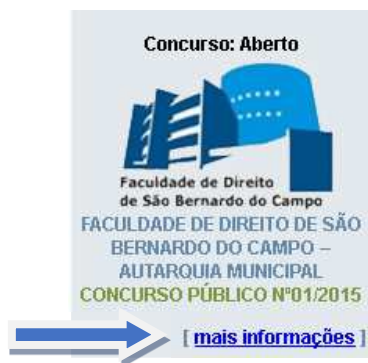 Concurso: Aberto
Faculdade de Direito
de São Bernardo do Campo
FACULDADE DE DIREITO DE SÃO
BERNARDO DO CAMPO –
AUTARQUIA MUNICIPAL
CONCURSO PÚBLICO Nº01/2015
[ mais informações ]